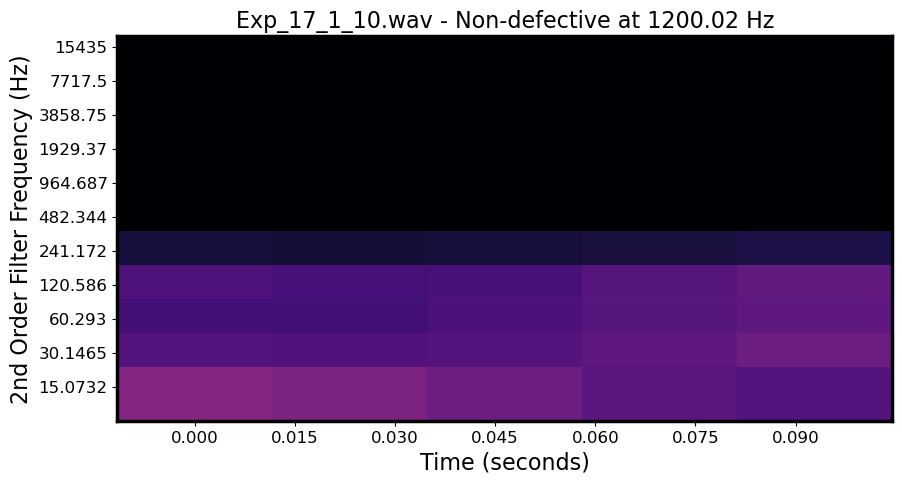 Exp_17_1_10.wav - Non-defective at 1200.02 Hz
2nd Order Filter Frequency (Hz)
15435
7717.5
3858.75
1929.37
964.687
482.344
241.172
120.586
60.293
30.1465
15.0732
0.000 0.015 0.030 0.045 0.060 0.075 0.090
Time (seconds)